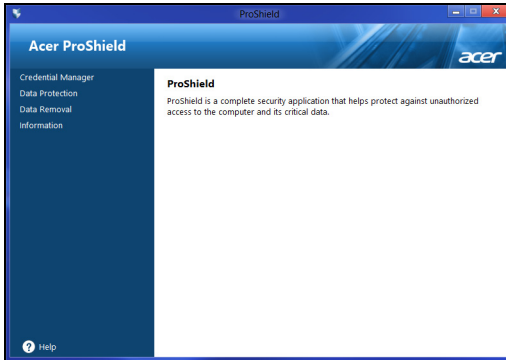 ProShield
Acer ProShield
acer
Credential Manager
Data Protection
Data Removal
Information
ProShield
ProShield is a complete security application that helps protect against unauthorized
access to the computer and its critical data.
? Help